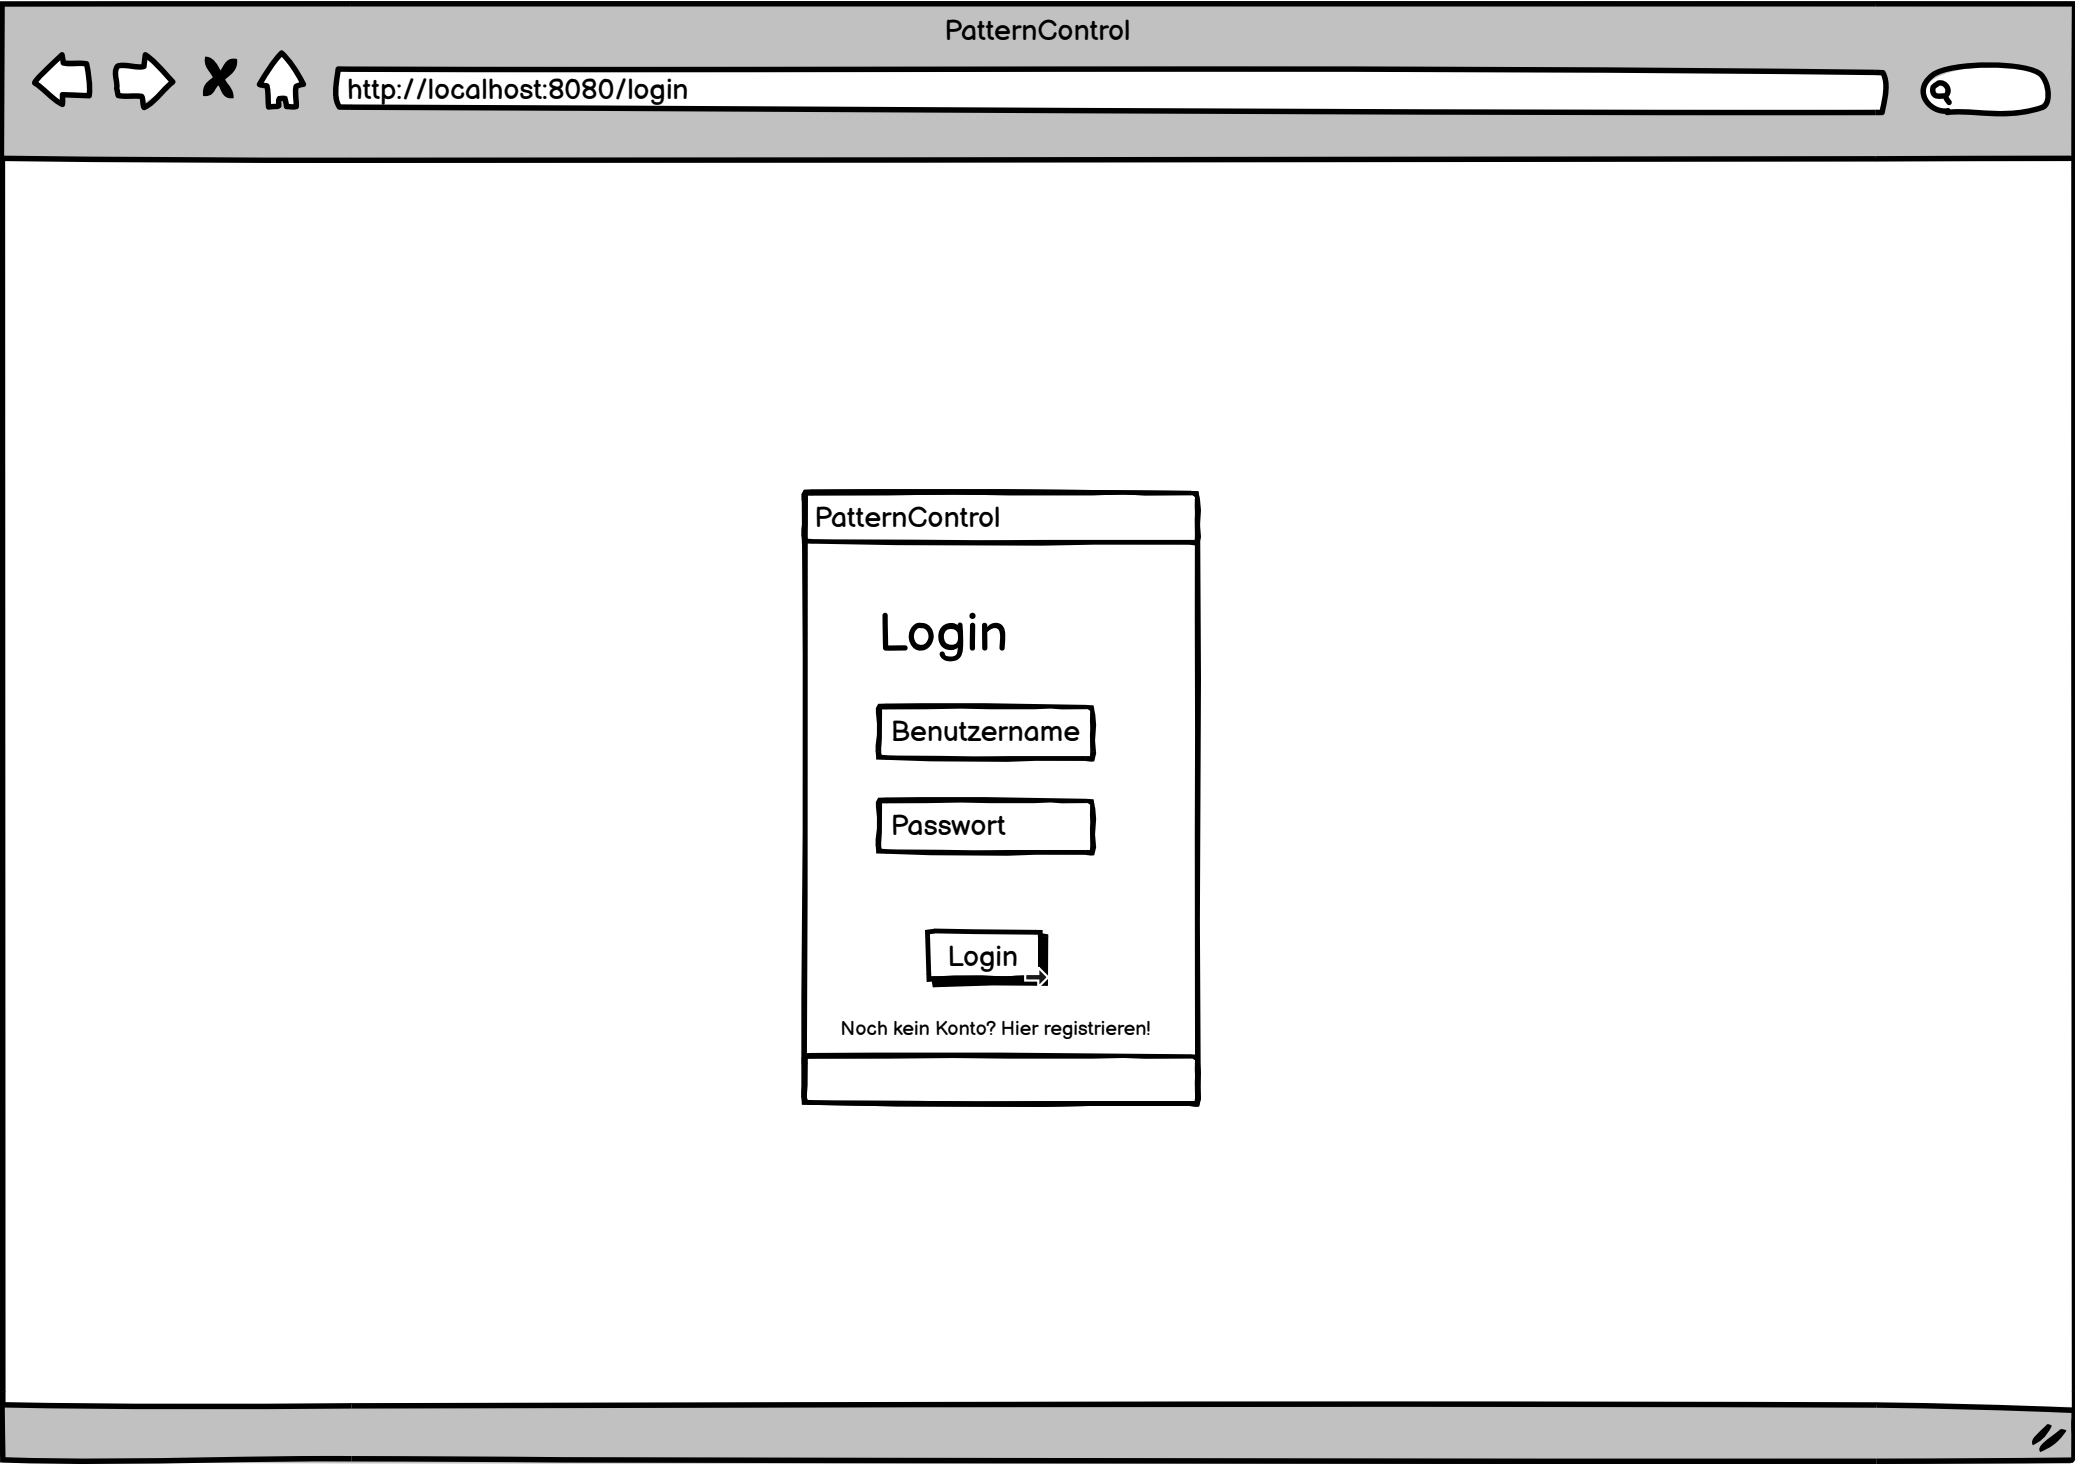 PatternControl
http://localhost:8080/login
PatternControl
Login
Benutzername
Passwort
Login
Noch kein Konto? Hier registrieren!